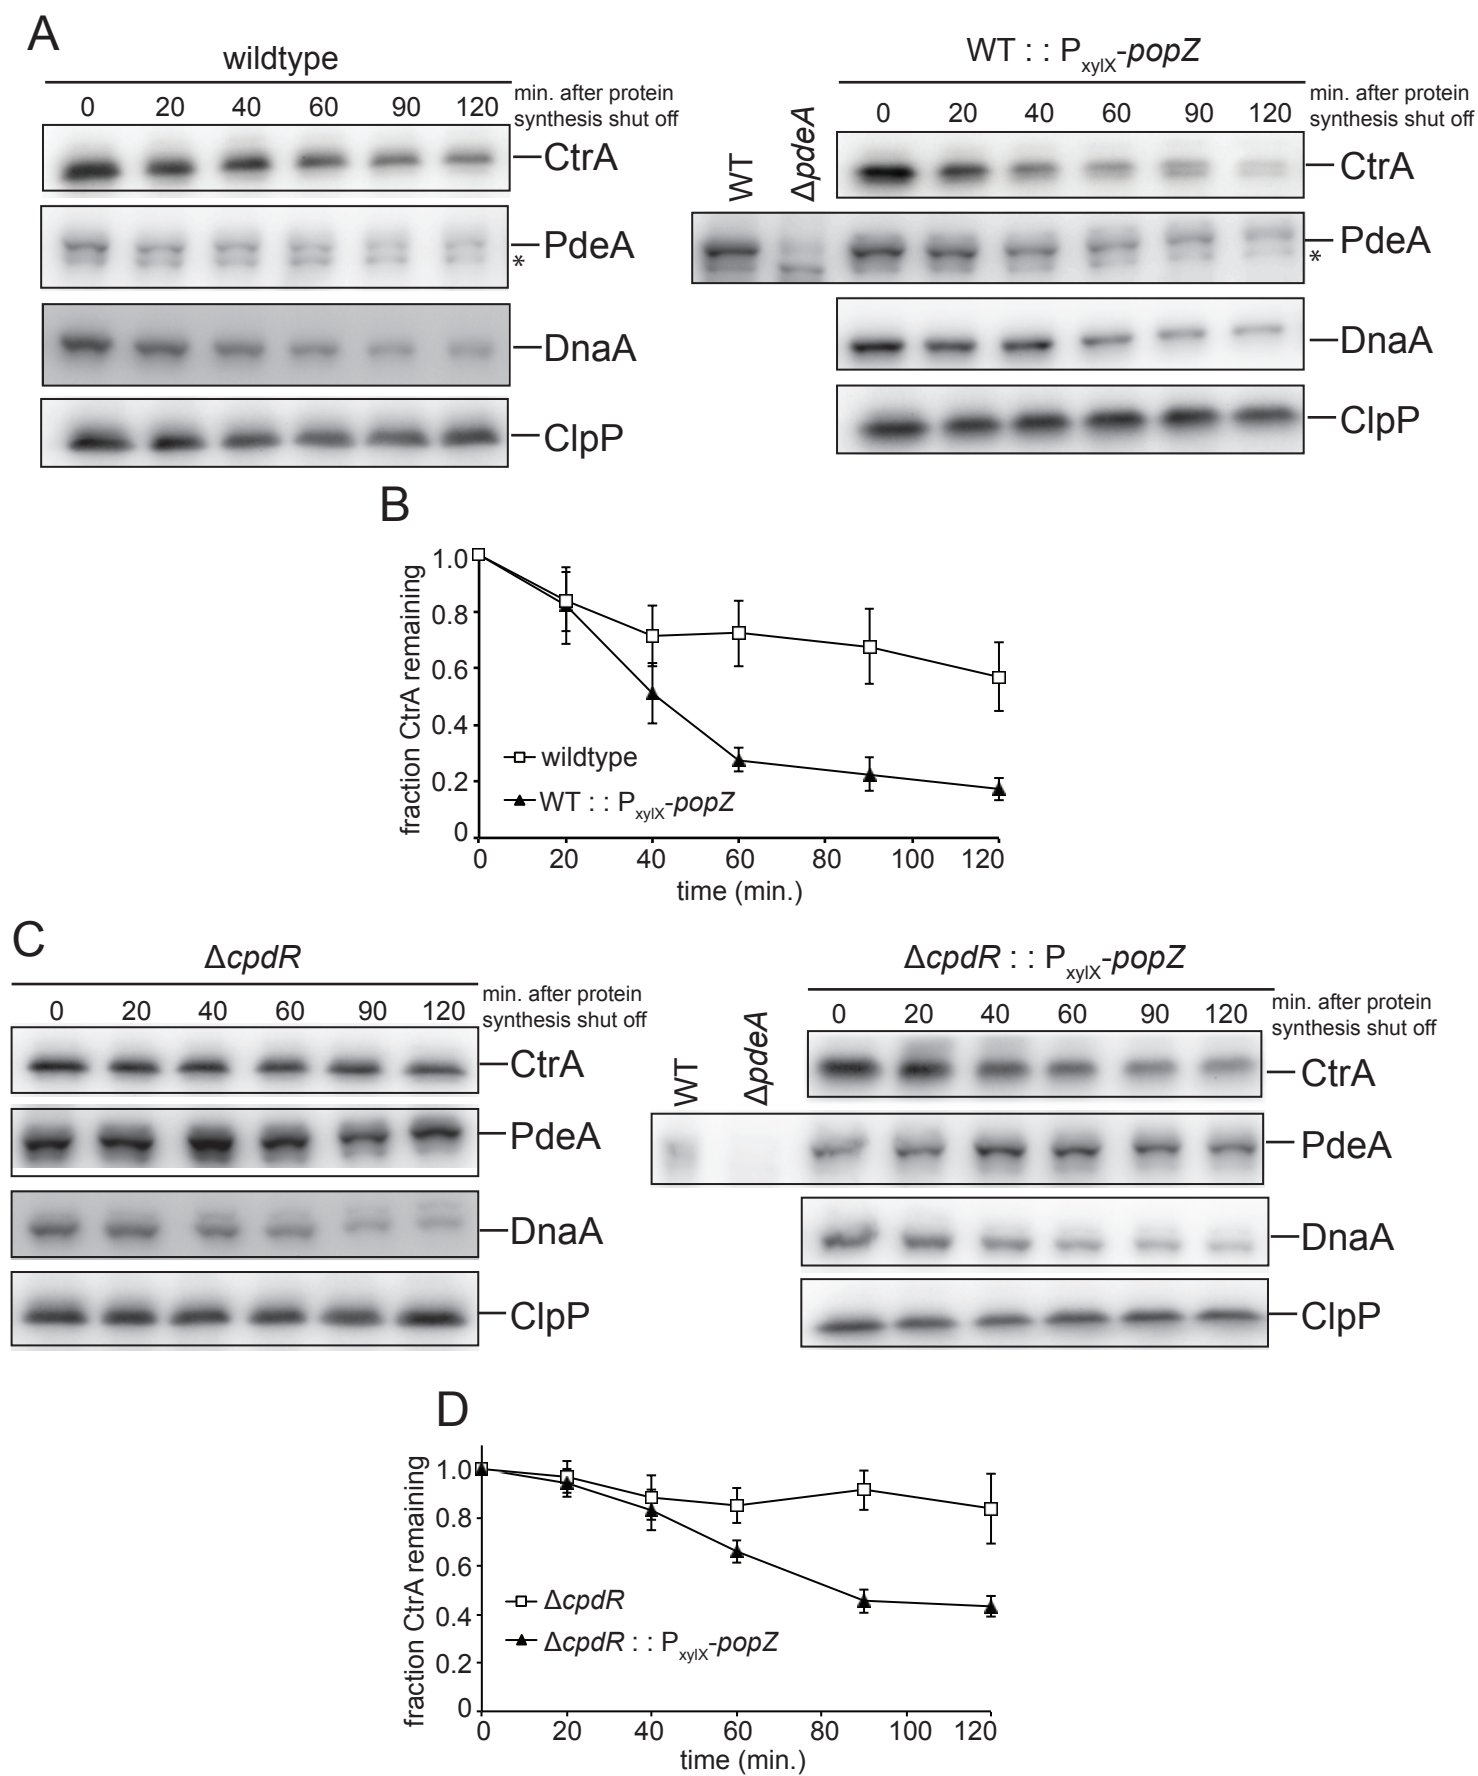 A
wildtype
0 20 40 60 90 120 min. after protein synthesis shut off
CtrA
PdeA
*
DnaA
ClpP
WT : : PxylX-popZ
WT ΔpdeA 0 20 40 60 90 120 min. after protein synthesis shut off
CtrA
PdeA
*
DnaA
ClpP
B
fraction CtrA remaining
1.0
0.8
0.6
0.4
0.2
0
wildtype
WT : : PxylX-popZ
0 20 40 60 80 100 120
time (min.)
C
ΔcpdR
0 20 40 60 90 120 min. after protein synthesis shut off
CtrA
PdeA
DnaA
ClpP
ΔcpdR : : PxylX-popZ
WT ΔpdeA 0 20 40 60 90 120 min. after protein synthesis shut off
CtrA
PdeA
DnaA
ClpP
D
fraction CtrA remaining
1.0
0.8
0.6
0.4
0.2
0
ΔcpdR
ΔcpdR : : PxylX-popZ
0 20 40 60 80 100 120
time (min.)